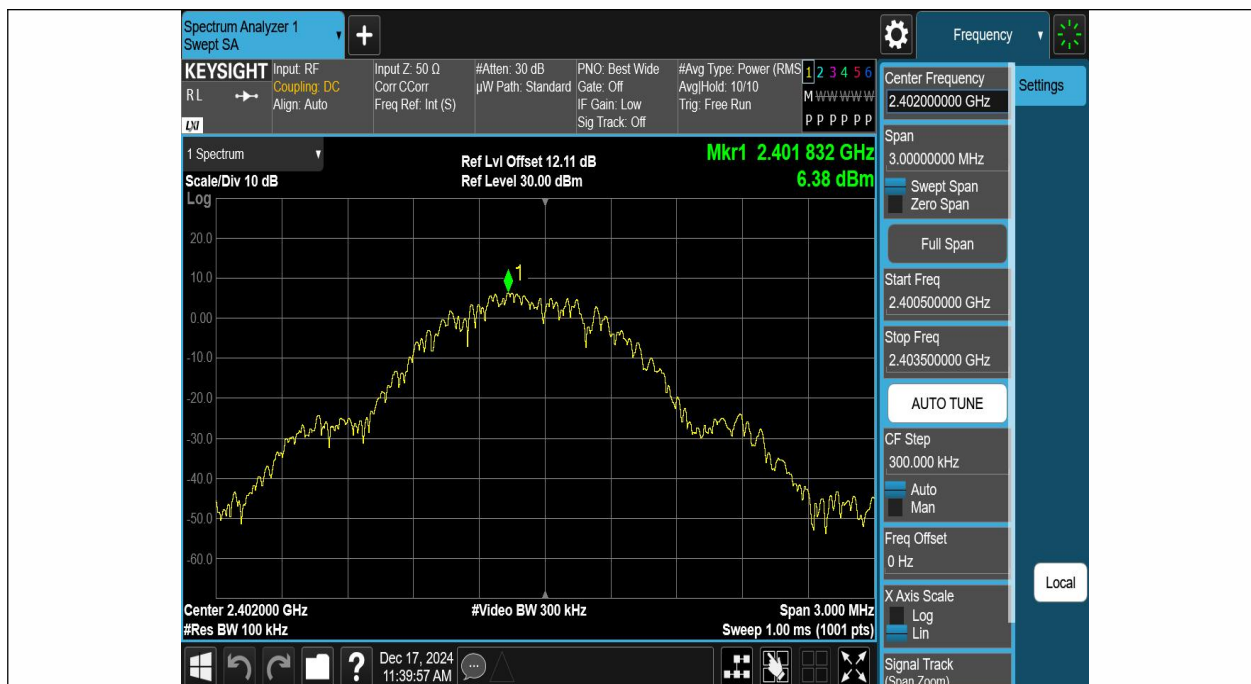 Spectrum Analyzer 1
Swept SA
+
Frequency
KEYSIGHT
RL
LXI
Input: RF
Coupling: DC
Align: Auto
Input Z: 50 Ω
Corr CCorr
Freq Ref: Int (S)
#Atten: 30 dB
µW Path: Standard
PNO: Best Wide
Gate: Off
IF Gain: Low
Sig Track: Off
#Avg Type: Power (RMS
Avg|Hold: 10/10
Trig: Free Run
1 2 3 4 5 6
M W W W W W
P P P P P P
1 Spectrum
Scale/Div 10 dB
Log
Ref Lvl Offset 12.11 dB
Ref Level 30.00 dBm
Mkr1 2.401 832 GHz
6.38 dBm
20.0
10.0
0.00
-10.0
-20.0
-30.0
-40.0
-50.0
-60.0
1
Center 2.402000 GHz
#Res BW 100 kHz
#Video BW 300 kHz
Span 3.000 MHz
Sweep 1.00 ms (1001 pts)
Dec 17, 2024
11:39:57 AM
?
Center Frequency
2.402000000 GHz
Settings
Span
3.00000000 MHz
Swept Span
Zero Span
Full Span
Start Freq
2.400500000 GHz
Stop Freq
2.403500000 GHz
AUTO TUNE
CF Step
300.000 kHz
Auto
Man
Freq Offset
0 Hz
Local
X Axis Scale
Log
Lin
Signal Track
(Span Zoom)